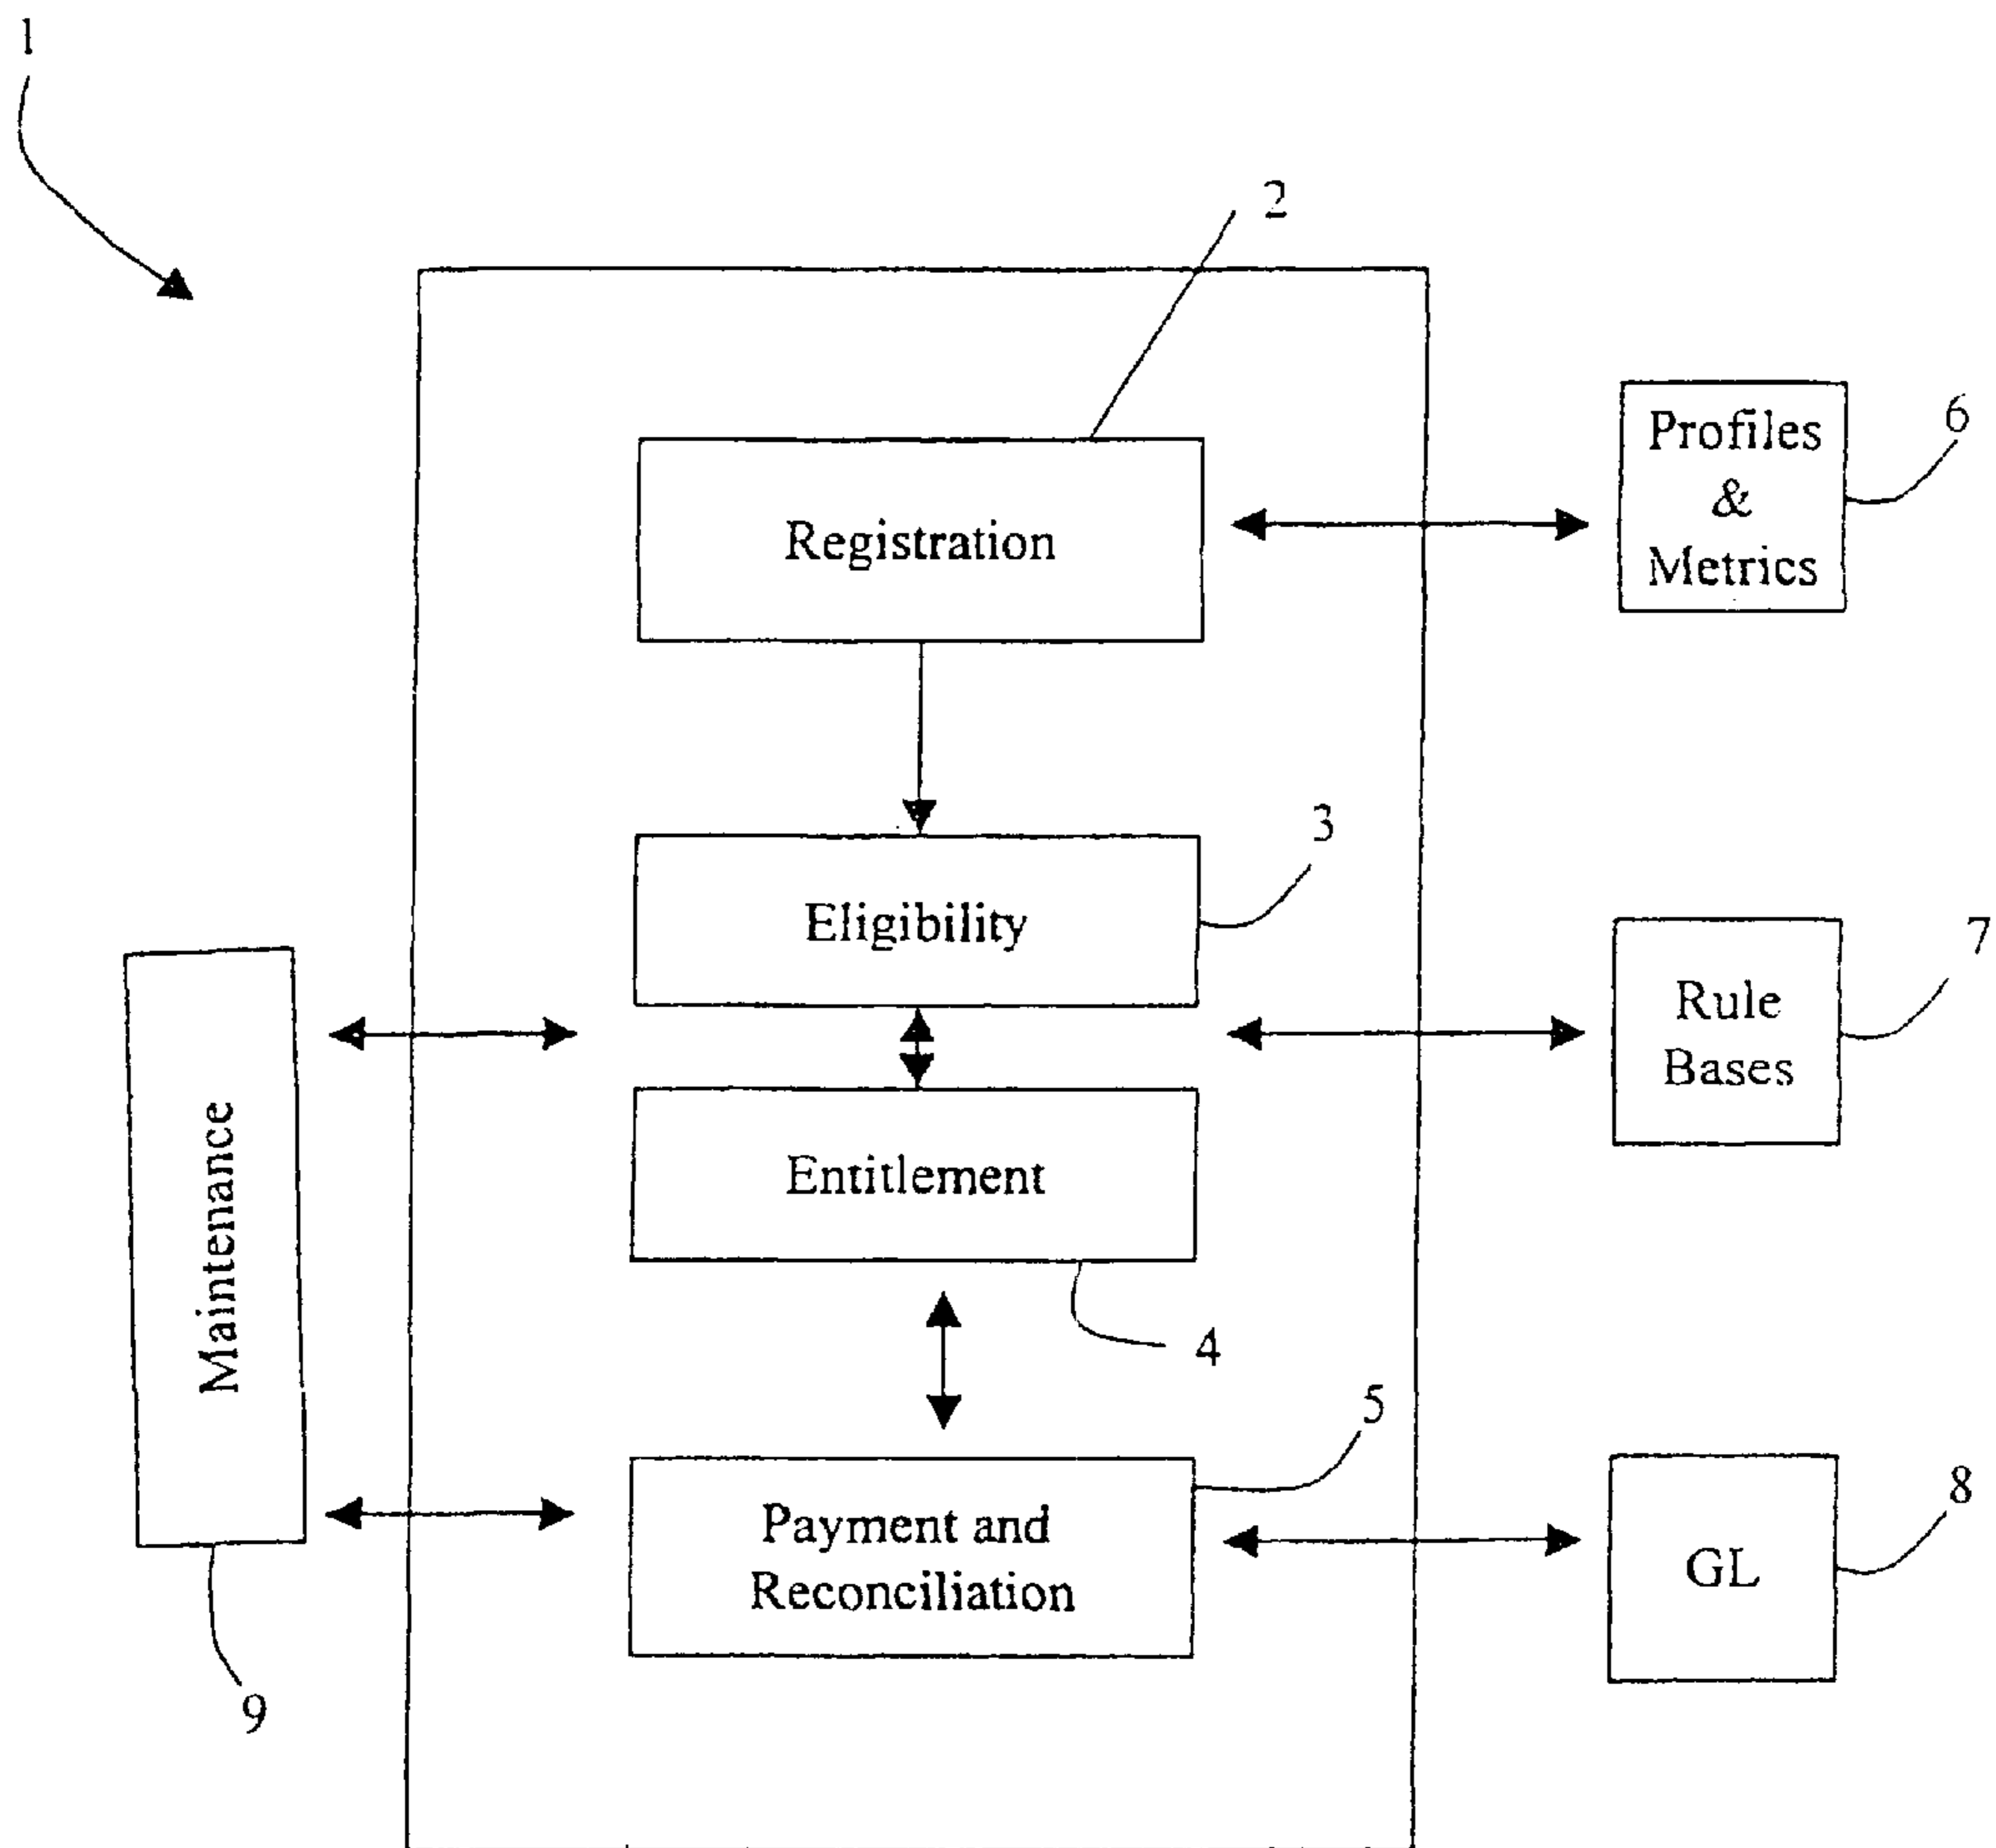 1
2
Registration
Profiles
&
Metrics
6
3
Eligibility
Rule
Bases
7
Maintenance
Entitlement
4
5
Payment and
Reconciliation
GL
8
9